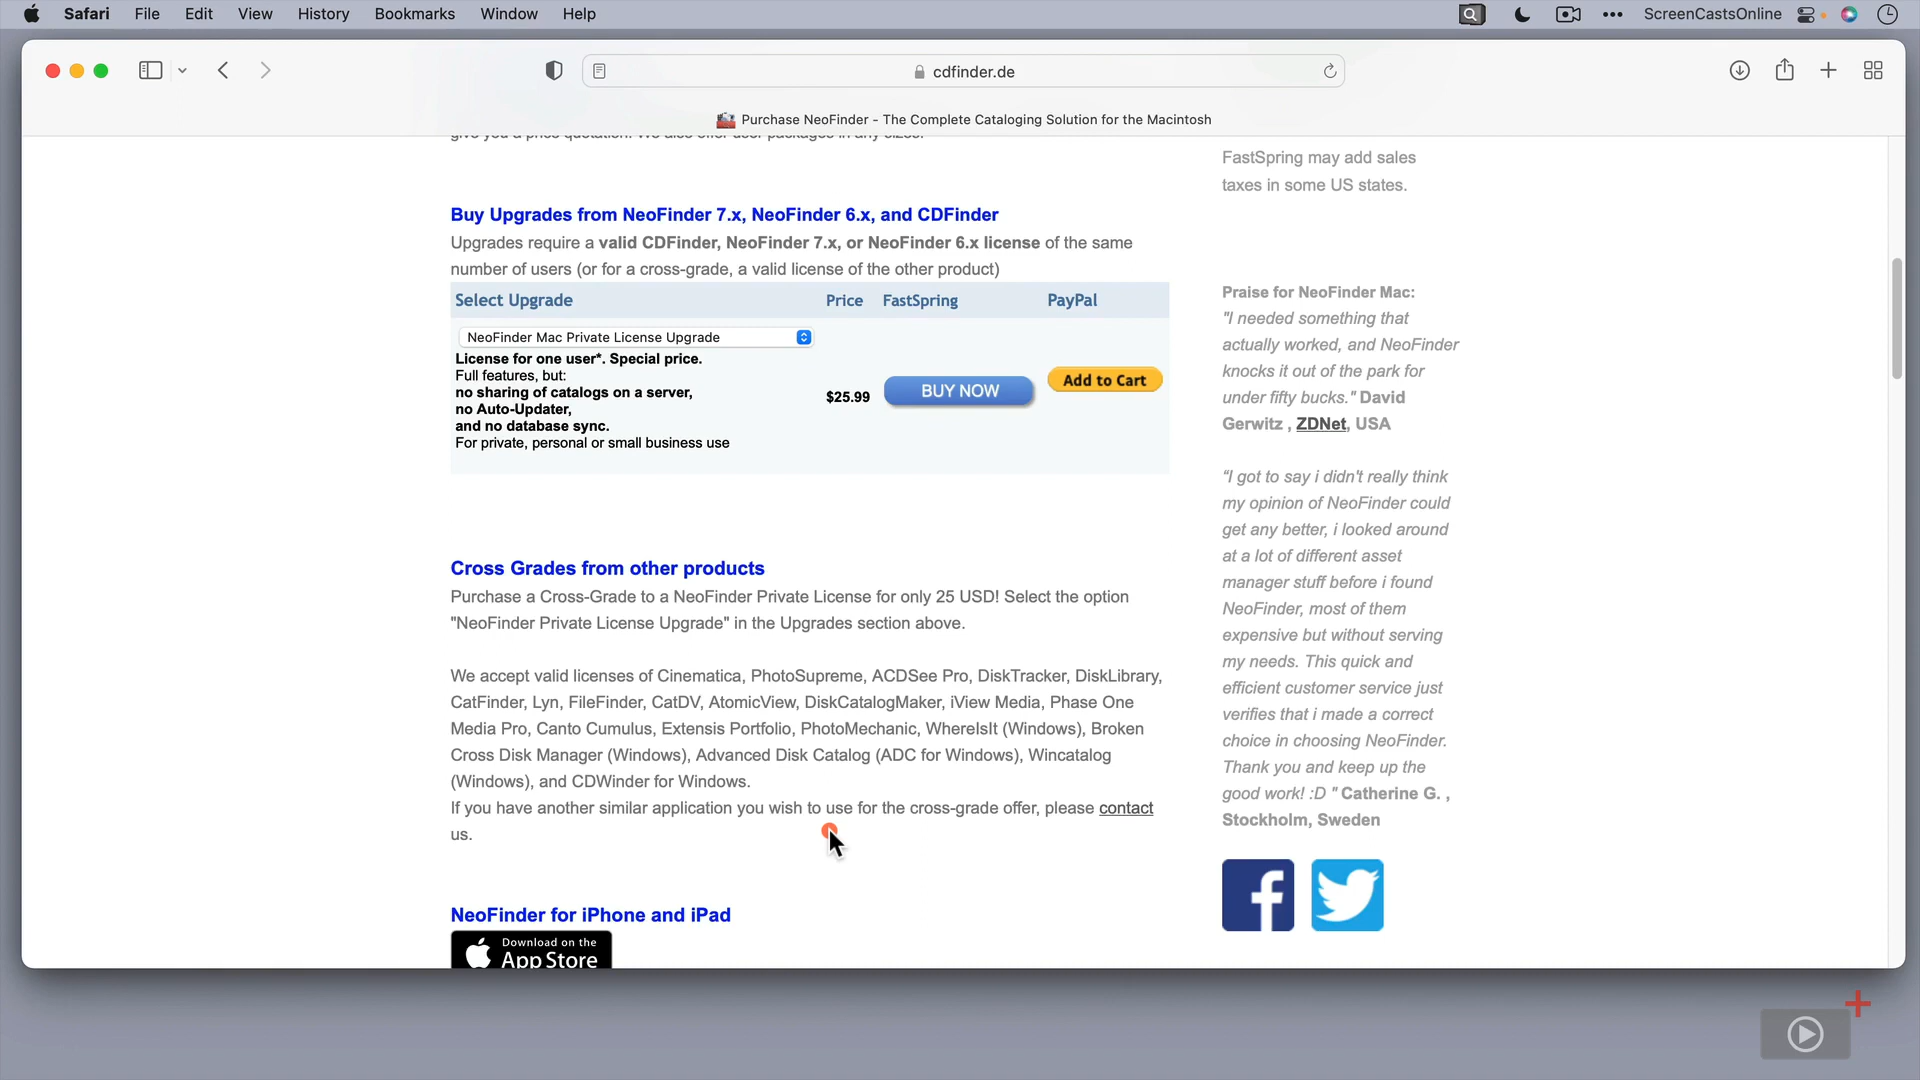 Safari File Edit View History Bookmarks Window Help
ScreenCastsOnline
cdfinder.de
Purchase NeoFinder - The Complete Cataloging Solution for the Macintosh
give you a price quotation. We also offer user packages in any sizes.
Buy Upgrades from NeoFinder 7.x, NeoFinder 6.x, and CDFinder
Upgrades require a valid CDFinder, NeoFinder 7.x, or NeoFinder 6.x license of the same
number of users (or for a cross-grade, a valid license of the other product)
Select Upgrade Price FastSpring PayPal
NeoFinder Mac Private License Upgrade
License for one user*. Special price.
Full features, but:
no sharing of catalogs on a server,
no Auto-Updater,
and no database sync.
For private, personal or small business use
$25.99
BUY NOW
Add to Cart
Cross Grades from other products
Purchase a Cross-Grade to a NeoFinder Private License for only 25 USD! Select the option
"NeoFinder Private License Upgrade" in the Upgrades section above.
We accept valid licenses of Cinematica, PhotoSupreme, ACDSee Pro, DiskTracker, DiskLibrary,
CatFinder, Lyn, FileFinder, CatDV, AtomicView, DiskCatalogMaker, iView Media, Phase One
Media Pro, Canto Cumulus, Extensis Portfolio, PhotoMechanic, WhereIsIt (Windows), Broken
Cross Disk Manager (Windows), Advanced Disk Catalog (ADC for Windows), Wincatalog
(Windows), and CDWinder for Windows.
If you have another similar application you wish to use for the cross-grade offer, please contact
us.
NeoFinder for iPhone and iPad
Download on the
App Store
FastSpring may add sales
taxes in some US states.
Praise for NeoFinder Mac:
"I needed something that
actually worked, and NeoFinder
knocks it out of the park for
under fifty bucks." David
Gerwitz , ZDNet, USA
“I got to say i didn't really think
my opinion of NeoFinder could
get any better, i looked around
at a lot of different asset
manager stuff before i found
NeoFinder, most of them
expensive but without serving
my needs. This quick and
efficient customer service just
verifies that i made a correct
choice in choosing NeoFinder.
Thank you and keep up the
good work! :D " Catherine G. ,
Stockholm, Sweden